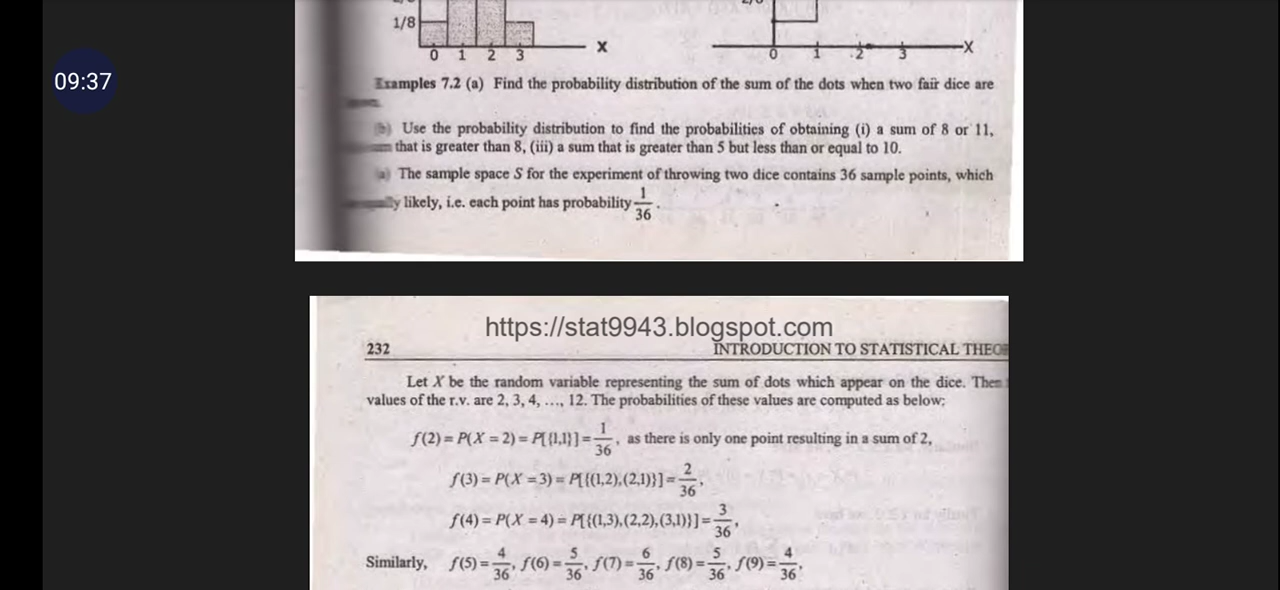 1/8
0 1 2 3 X
0 1 2 3 X
09:37
Examples 7.2 (a) Find the probability distribution of the sum of the dots when two fair dice are
b) Use the probability distribution to find the probabilities of obtaining (i) a sum of 8 or 11,
that is greater than 8, (iii) a sum that is greater than 5 but less than or equal to 10.
a) The sample space S for the experiment of throwing two dice contains 36 sample points, which
likely, i.e. each point has probability 1/36 .
https://stat9943.blogspot.com
232 INTRODUCTION TO STATISTICAL
Let X be the random variable representing the sum of dots which appear on the dice. Then
values of the r.v. are 2, 3, 4, ..., 12. The probabilities of these values are computed as below:
f(2) = P(X = 2) = P[{1,1}] = 1/36, as there is only one point resulting in a sum of 2,
f(3) = P(X = 3) = P[{(1,2),(2,1)}] = 2/36,
f(4) = P(X = 4) = P[{(1,3),(2,2),(3,1)}] = 3/36,
Similarly, f(5) = 4/36, f(6) = 5/36, f(7) = 6/36, f(8) = 5/36, f(9) = 4/36,